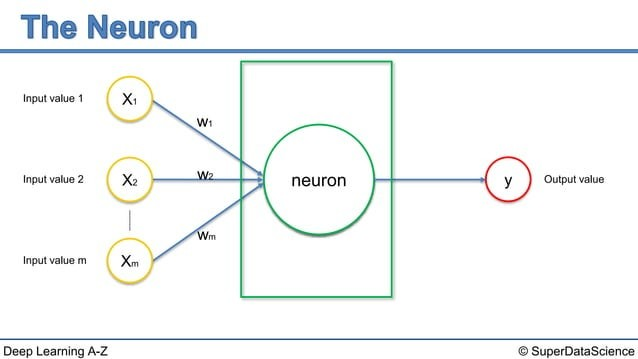 The Neuron
Input value 1
X1
W1
Input value 2
X2
W2
neuron
y
Output value
Wm
Input value m
Xm
Deep Learning A-Z
© SuperDataScience